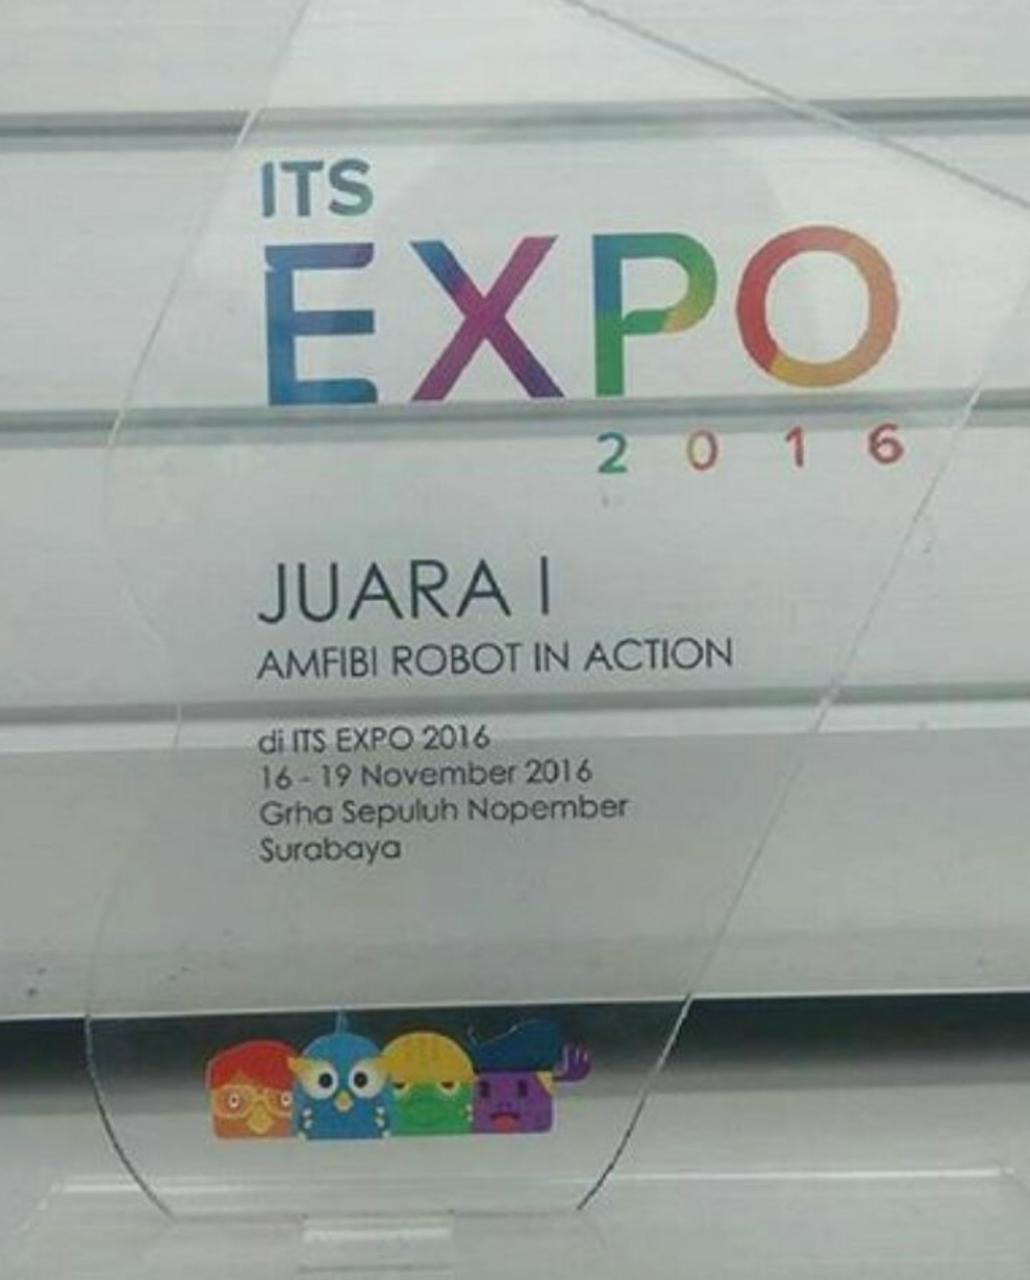 ITS
EXPO
2016
JUARA I
AMFIBI ROBOT IN ACTION
di ITS EXPO 2016
16 - 19 November 2016
Grha Sepuluh Nopember
Surabaya